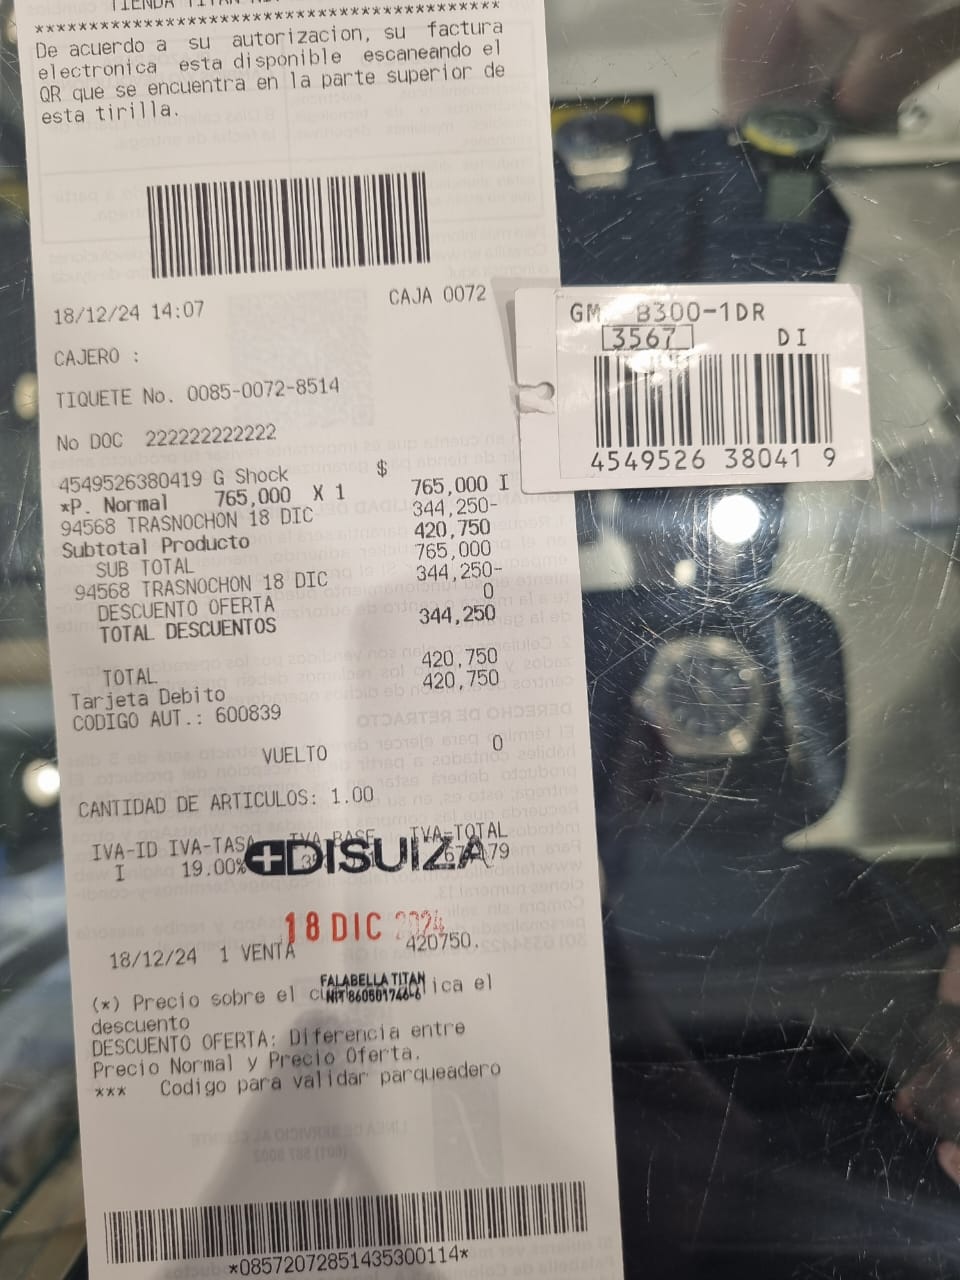 TIENDA TITAN
*******************************************
De acuerdo a su autorizacion, su factura
electronica esta disponible escaneando el
QR que se encuentra en la parte superior de
esta tirilla.
18/12/24 14:07 CAJA 0072
CAJERO :
TIQUETE No. 0085-0072-8514
No DOC 222222222222
4549526380419 G Shock $
*P. Normal 765,000 X 1 765,000 I
94568 TRASNOCHON 18 DIC 344,250-
Subtotal Producto 420,750
SUB TOTAL 765,000
94568 TRASNOCHON 18 DIC 344,250-
DESCUENTO OFERTA 0
TOTAL DESCUENTOS 344,250
TOTAL 420,750
Tarjeta Debito 420,750
CODIGO AUT.: 600839
VUELTO 0
CANTIDAD DE ARTICULOS: 1.00
IVA-ID IVA-TASA IVA-BASE IVA-TOTAL
I 19.00%
DISUIZA
18 DIC 2024
18/12/24 1 VENTA 420750.
FALABELLA TITAN
NIT 860501746-6
(*) Precio sobre el ica el
descuento
DESCUENTO OFERTA: Diferencia entre
Precio Normal y Precio Oferta.
*** Codigo para validar parqueadero
*08572072851435300114*
GM B300-1DR
3567 DI
4549526 38041 9